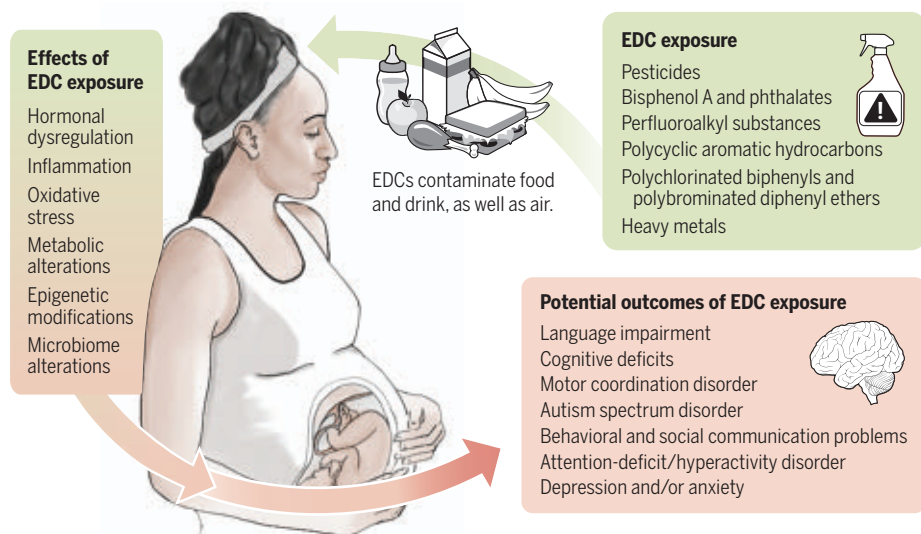 Effects of
EDC exposure
Hormonal
dysregulation
Inflammation
Oxidative
stress
Metabolic
alterations
Epigenetic
modifications
Microbiome
alterations
EDCs contaminate food
and drink, as well as air.
EDC exposure
Pesticides
Bisphenol A and phthalates
Perfluoroalkyl substances
Polycyclic aromatic hydrocarbons
Polychlorinated biphenyls and
polybrominated diphenyl ethers
Heavy metals
Potential outcomes of EDC exposure
Language impairment
Cognitive deficits
Motor coordination disorder
Autism spectrum disorder
Behavioral and social communication problems
Attention-deficit/hyperactivity disorder
Depression and/or anxiety